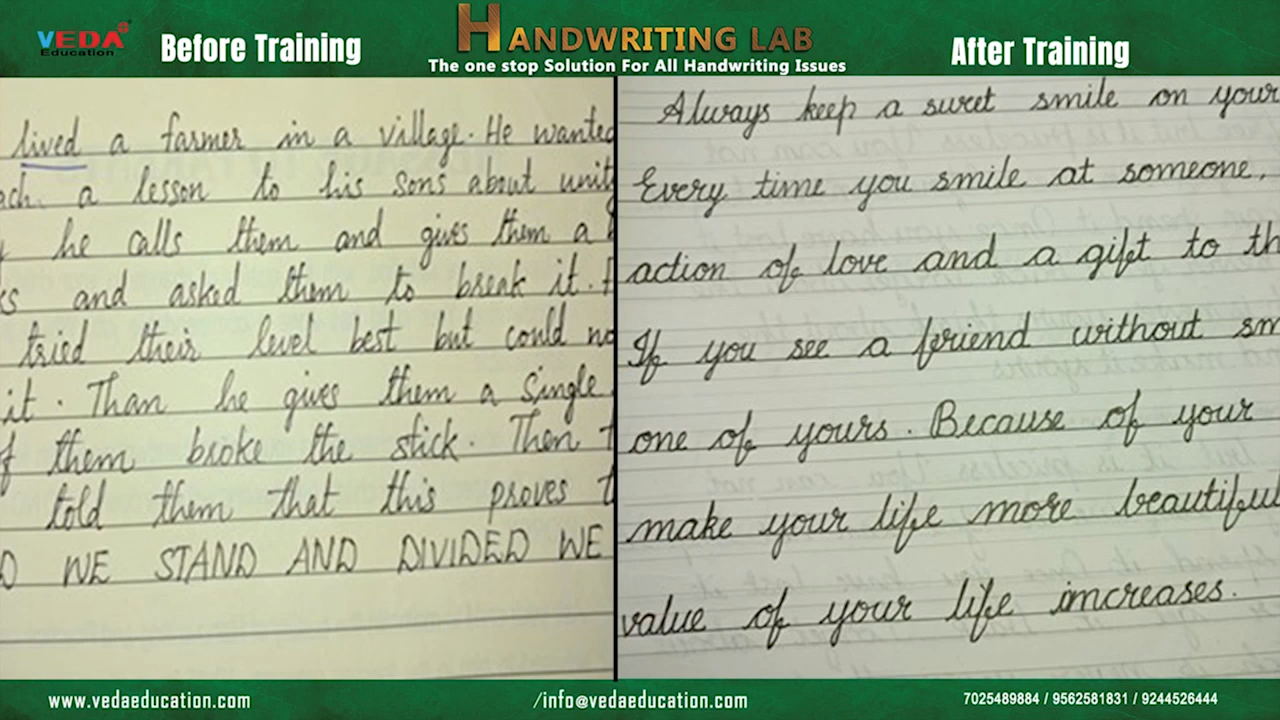 VEDA
Education
Before Training
HANDWRITING LAB
The one stop Solution For All Handwriting Issues
After Training
lived a farmer in a village. He wanted
ach a lesson to his sons about unit
he calls them and gives them a
ks and asked them to break it.
tried their level best but could no
it. Than he gives them a single
f them broke the stick. Then t
told them that this proves t
D WE STAND AND DIVIDED WE
Always keep a sweet smile on your
Every time you smile at someone,
action of love and a gift to th
If you see a friend without sm
one of yours. Because of your
make your life more beautiful
value of your life increases.
www.vedaeducation.com
/info@vedaeducation.com
7025489884 / 9562581831 / 9244526444